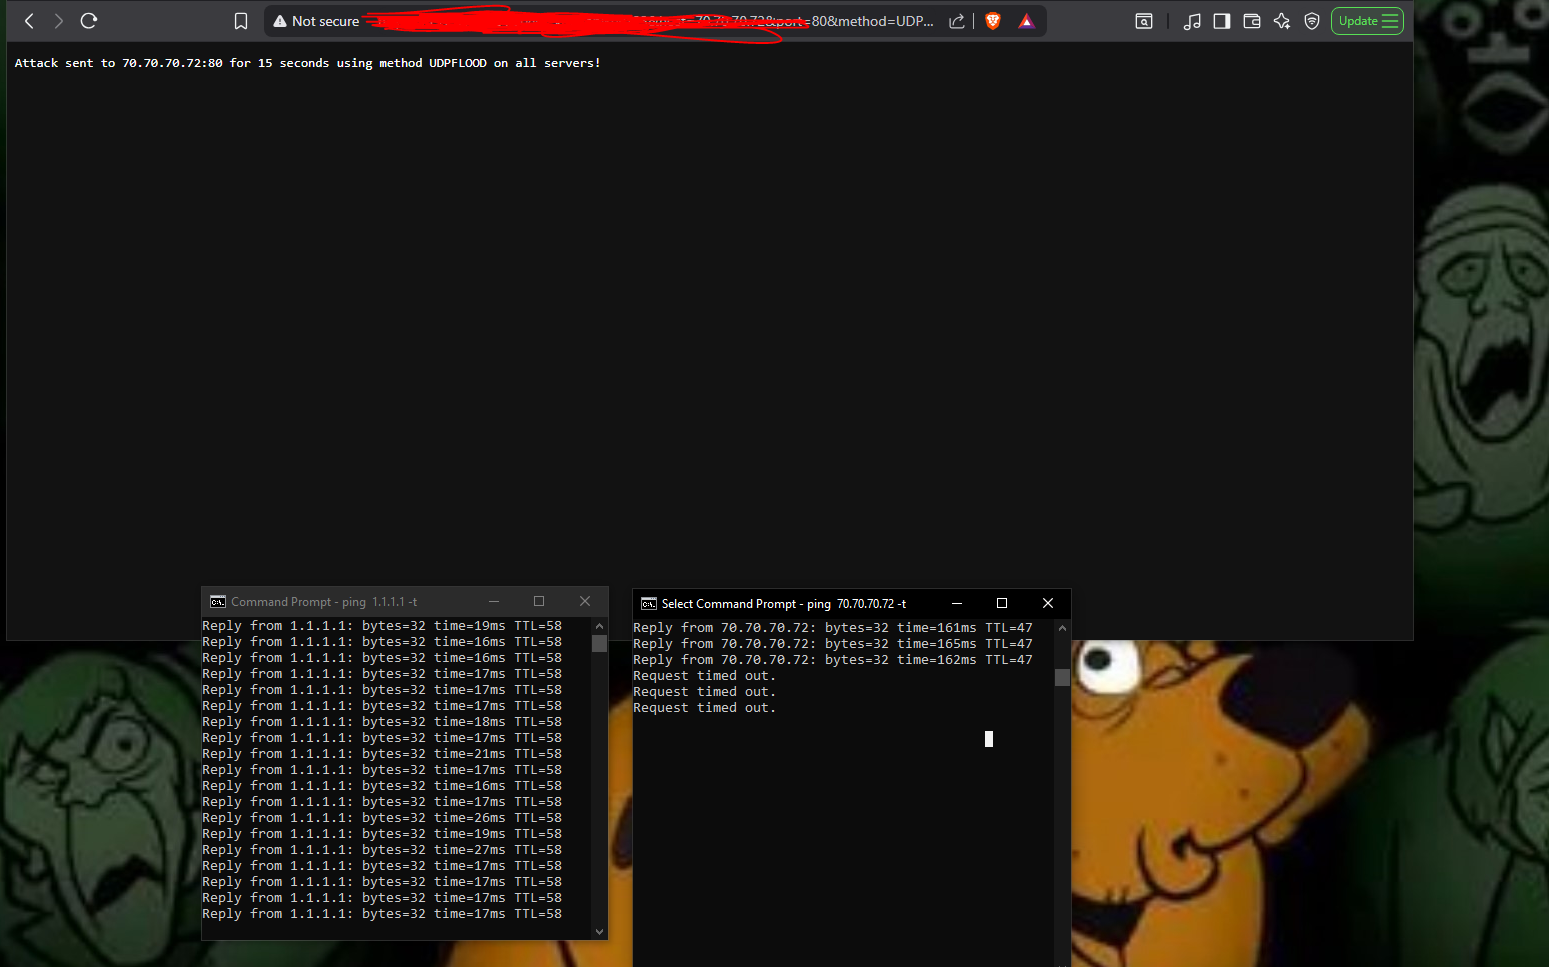 Not secure
=80&method=UDP...
Update
Attack sent to 70.70.70.72:80 for 15 seconds using method UDPFLOOD on all servers!
Command Prompt - ping 1.1.1.1 -t
Reply from 1.1.1.1: bytes=32 time=19ms TTL=58
Reply from 1.1.1.1: bytes=32 time=16ms TTL=58
Reply from 1.1.1.1: bytes=32 time=16ms TTL=58
Reply from 1.1.1.1: bytes=32 time=17ms TTL=58
Reply from 1.1.1.1: bytes=32 time=17ms TTL=58
Reply from 1.1.1.1: bytes=32 time=17ms TTL=58
Reply from 1.1.1.1: bytes=32 time=18ms TTL=58
Reply from 1.1.1.1: bytes=32 time=17ms TTL=58
Reply from 1.1.1.1: bytes=32 time=21ms TTL=58
Reply from 1.1.1.1: bytes=32 time=17ms TTL=58
Reply from 1.1.1.1: bytes=32 time=16ms TTL=58
Reply from 1.1.1.1: bytes=32 time=17ms TTL=58
Reply from 1.1.1.1: bytes=32 time=26ms TTL=58
Reply from 1.1.1.1: bytes=32 time=19ms TTL=58
Reply from 1.1.1.1: bytes=32 time=27ms TTL=58
Reply from 1.1.1.1: bytes=32 time=17ms TTL=58
Reply from 1.1.1.1: bytes=32 time=17ms TTL=58
Reply from 1.1.1.1: bytes=32 time=17ms TTL=58
Reply from 1.1.1.1: bytes=32 time=17ms TTL=58
Select Command Prompt - ping 70.70.70.72 -t
Reply from 70.70.70.72: bytes=32 time=161ms TTL=47
Reply from 70.70.70.72: bytes=32 time=165ms TTL=47
Reply from 70.70.70.72: bytes=32 time=162ms TTL=47
Request timed out.
Request timed out.
Request timed out.